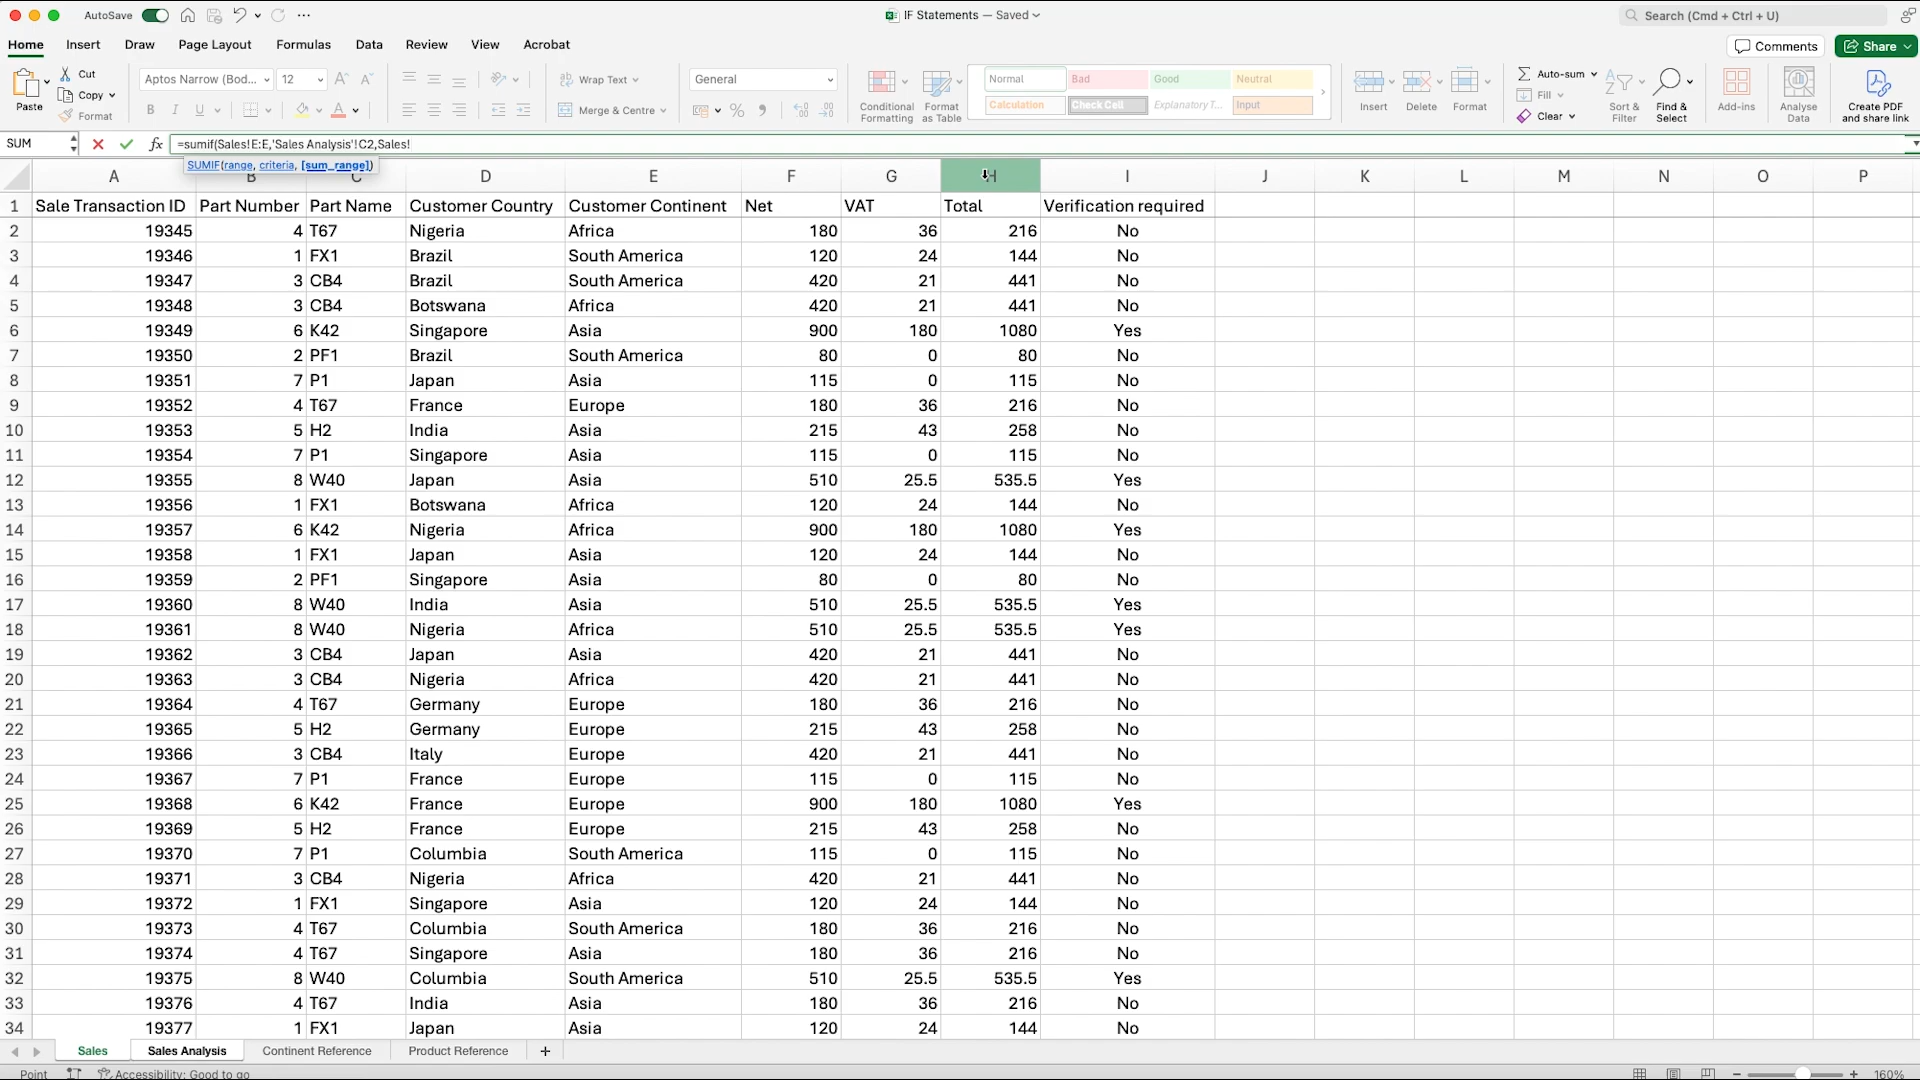 AutoSave
IF Statements — Saved
Search (Cmd + Ctrl + U)
Home Insert Draw Page Layout Formulas Data Review View Acrobat Comments Share
Paste Cut Copy Format
Aptos Narrow (Bod... 12 Wrap Text Merge & Centre General
Conditional Formatting Format as Table
Normal Bad Good Neutral
Calculation Check Cell Explanatory T... Input
Insert Delete Format
Auto-sum Fill Clear Sort & Filter Find & Select Add-ins Analyse Data Create PDF and share link
SUM fx =sumif(Sales!E:E,'Sales Analysis'!C2,Sales!
SUMIF(range, criteria, [sum_range])
A B C D E F G H I J K L M N O P
1 Sale Transaction ID Part Number Part Name Customer Country Customer Continent Net VAT Total Verification required
2 19345 4 T67 Nigeria Africa 180 36 216 No
3 19346 1 FX1 Brazil South America 120 24 144 No
4 19347 3 CB4 Brazil South America 420 21 441 No
5 19348 3 CB4 Botswana Africa 420 21 441 No
6 19349 6 K42 Singapore Asia 900 180 1080 Yes
7 19350 2 PF1 Brazil South America 80 0 80 No
8 19351 7 P1 Japan Asia 115 0 115 No
9 19352 4 T67 France Europe 180 36 216 No
10 19353 5 H2 India Asia 215 43 258 No
11 19354 7 P1 Singapore Asia 115 0 115 No
12 19355 8 W40 Japan Asia 510 25.5 535.5 Yes
13 19356 1 FX1 Botswana Africa 120 24 144 No
14 19357 6 K42 Nigeria Africa 900 180 1080 Yes
15 19358 1 FX1 Japan Asia 120 24 144 No
16 19359 2 PF1 Singapore Asia 80 0 80 No
17 19360 8 W40 India Asia 510 25.5 535.5 Yes
18 19361 8 W40 Nigeria Africa 510 25.5 535.5 Yes
19 19362 3 CB4 Japan Asia 420 21 441 No
20 19363 3 CB4 Nigeria Africa 420 21 441 No
21 19364 4 T67 Germany Europe 180 36 216 No
22 19365 5 H2 Germany Europe 215 43 258 No
23 19366 3 CB4 Italy Europe 420 21 441 No
24 19367 7 P1 France Europe 115 0 115 No
25 19368 6 K42 France Europe 900 180 1080 Yes
26 19369 5 H2 France Europe 215 43 258 No
27 19370 7 P1 Columbia South America 115 0 115 No
28 19371 3 CB4 Nigeria Africa 420 21 441 No
29 19372 1 FX1 Singapore Asia 120 24 144 No
30 19373 4 T67 Columbia South America 180 36 216 No
31 19374 4 T67 Singapore Asia 180 36 216 No
32 19375 8 W40 Columbia South America 510 25.5 535.5 Yes
33 19376 4 T67 India Asia 180 36 216 No
34 19377 1 FX1 Japan Asia 120 24 144 No
Sales Sales Analysis Continent Reference Product Reference +
Point Accessibility: Good to go 160%